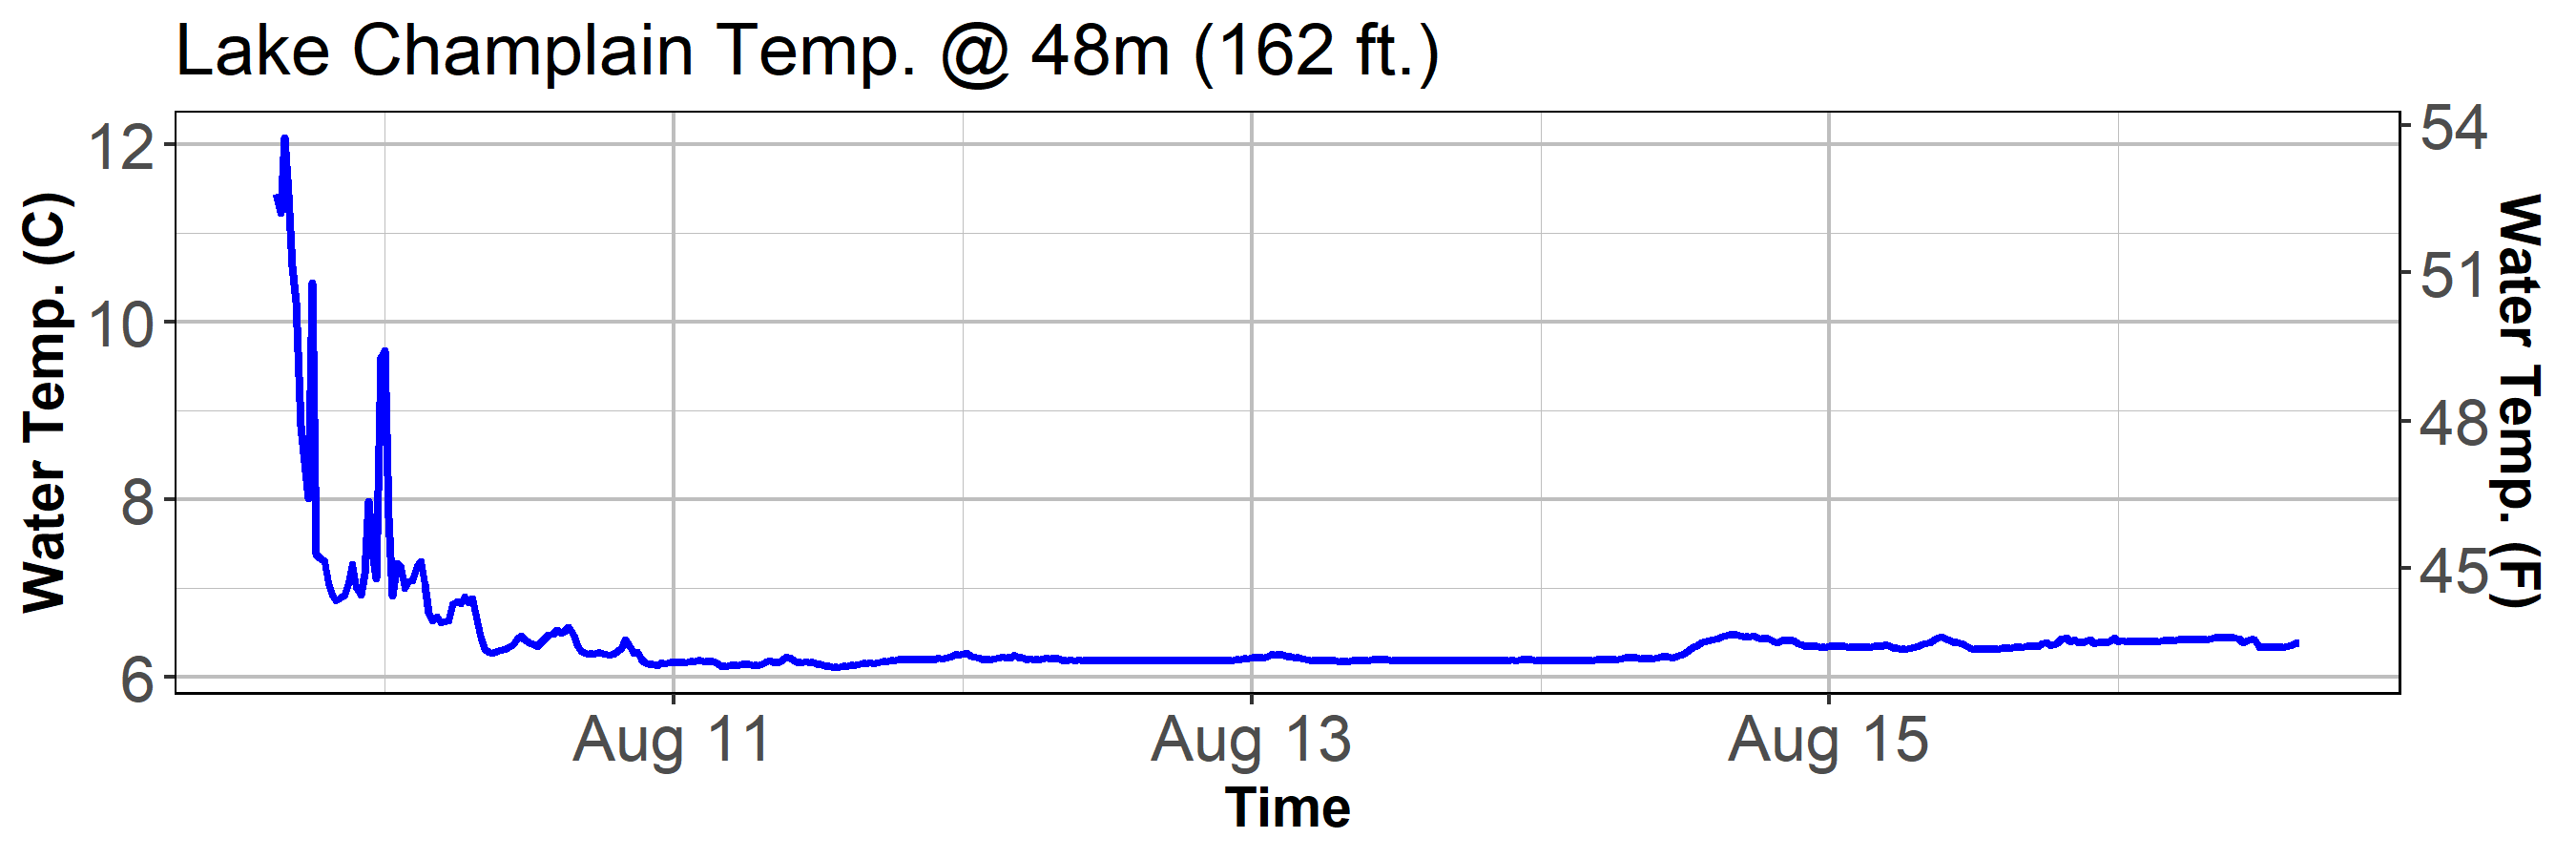 Lake Champlain Temp. @ 48m (162 ft.)
Water Temp. (C)
12
10
8
6
54
51
48
45
Water Temp. (F)
Aug 11 Aug 13 Aug 15
Time